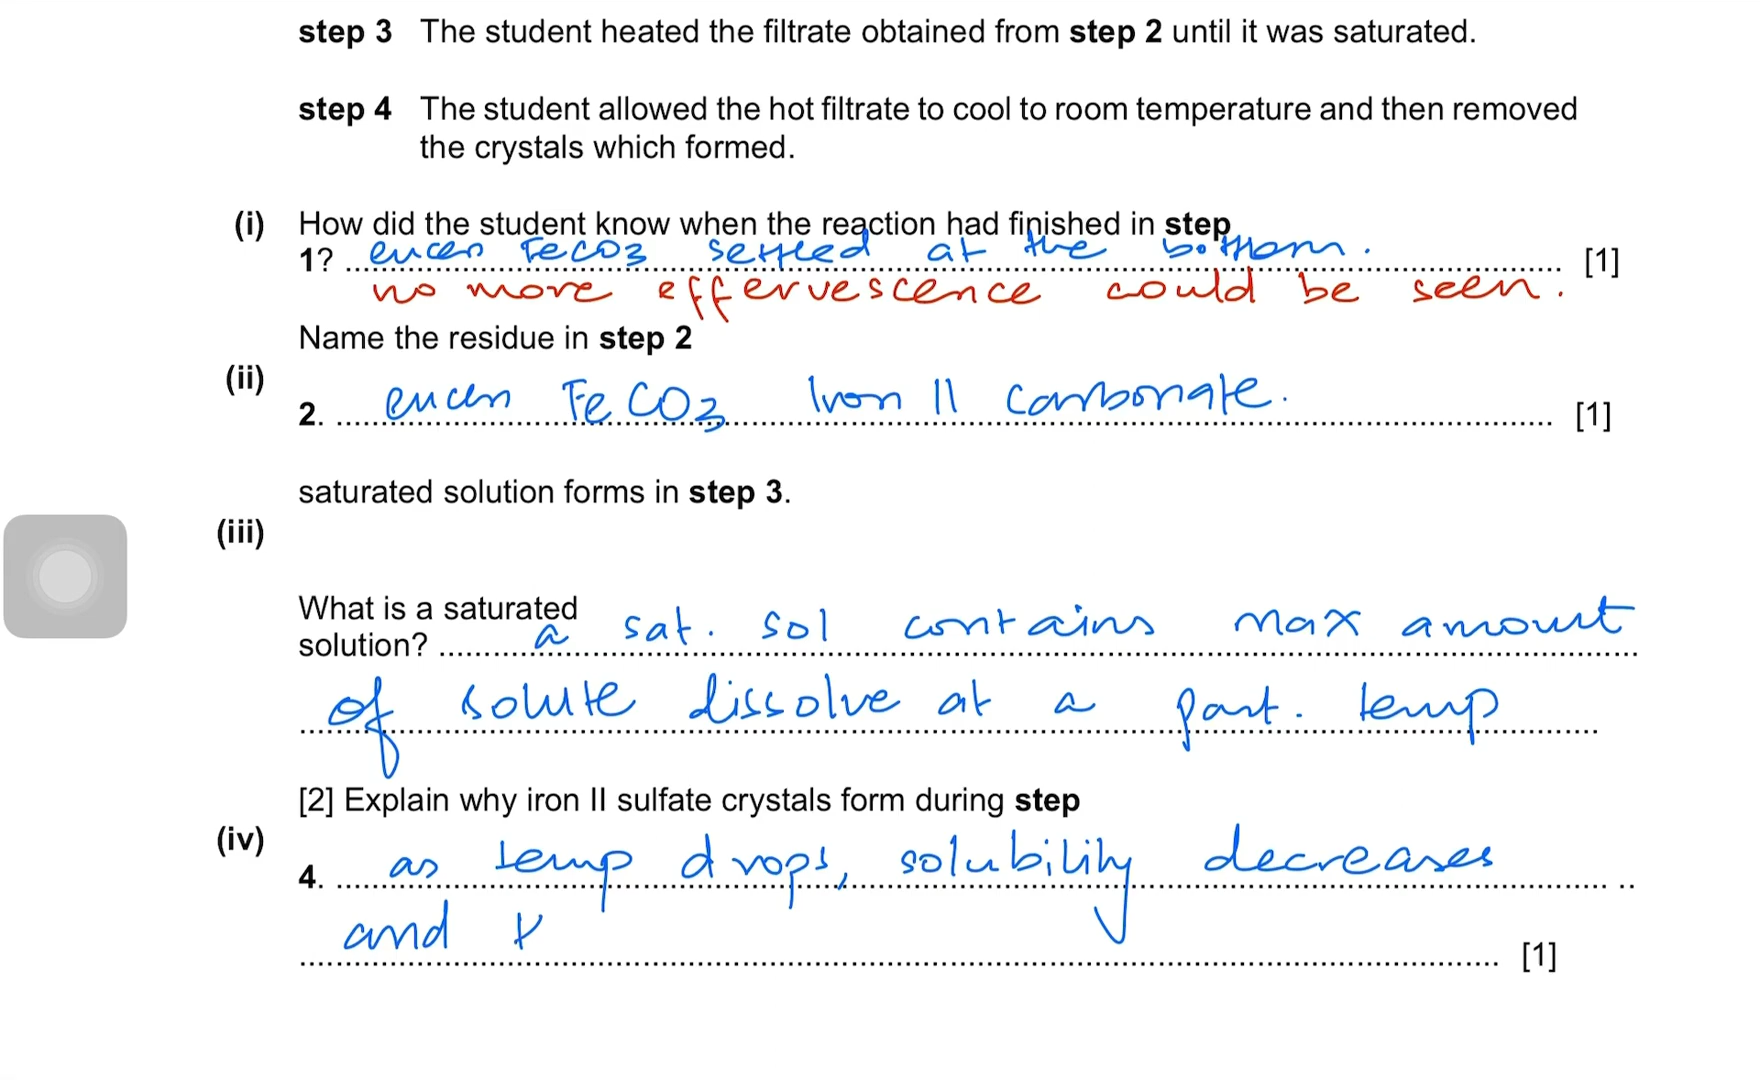 step 3 The student heated the filtrate obtained from step 2 until it was saturated.
step 4 The student allowed the hot filtrate to cool to room temperature and then removed
the crystals which formed.
(i) How did the student know when the reaction had finished in step
1? excess FeCO3 settled at the bottom. [1]
no more effervescence could be seen.
Name the residue in step 2
(ii)
2. excess FeCO3 Iron II carbonate. [1]
saturated solution forms in step 3.
(iii)
What is a saturated
solution? a sat. sol contains max amount
of solute dissolve at a part. temp
[2] Explain why iron II sulfate crystals form during step
(iv)
4. as temp drops, solubility decreases
and
[1]